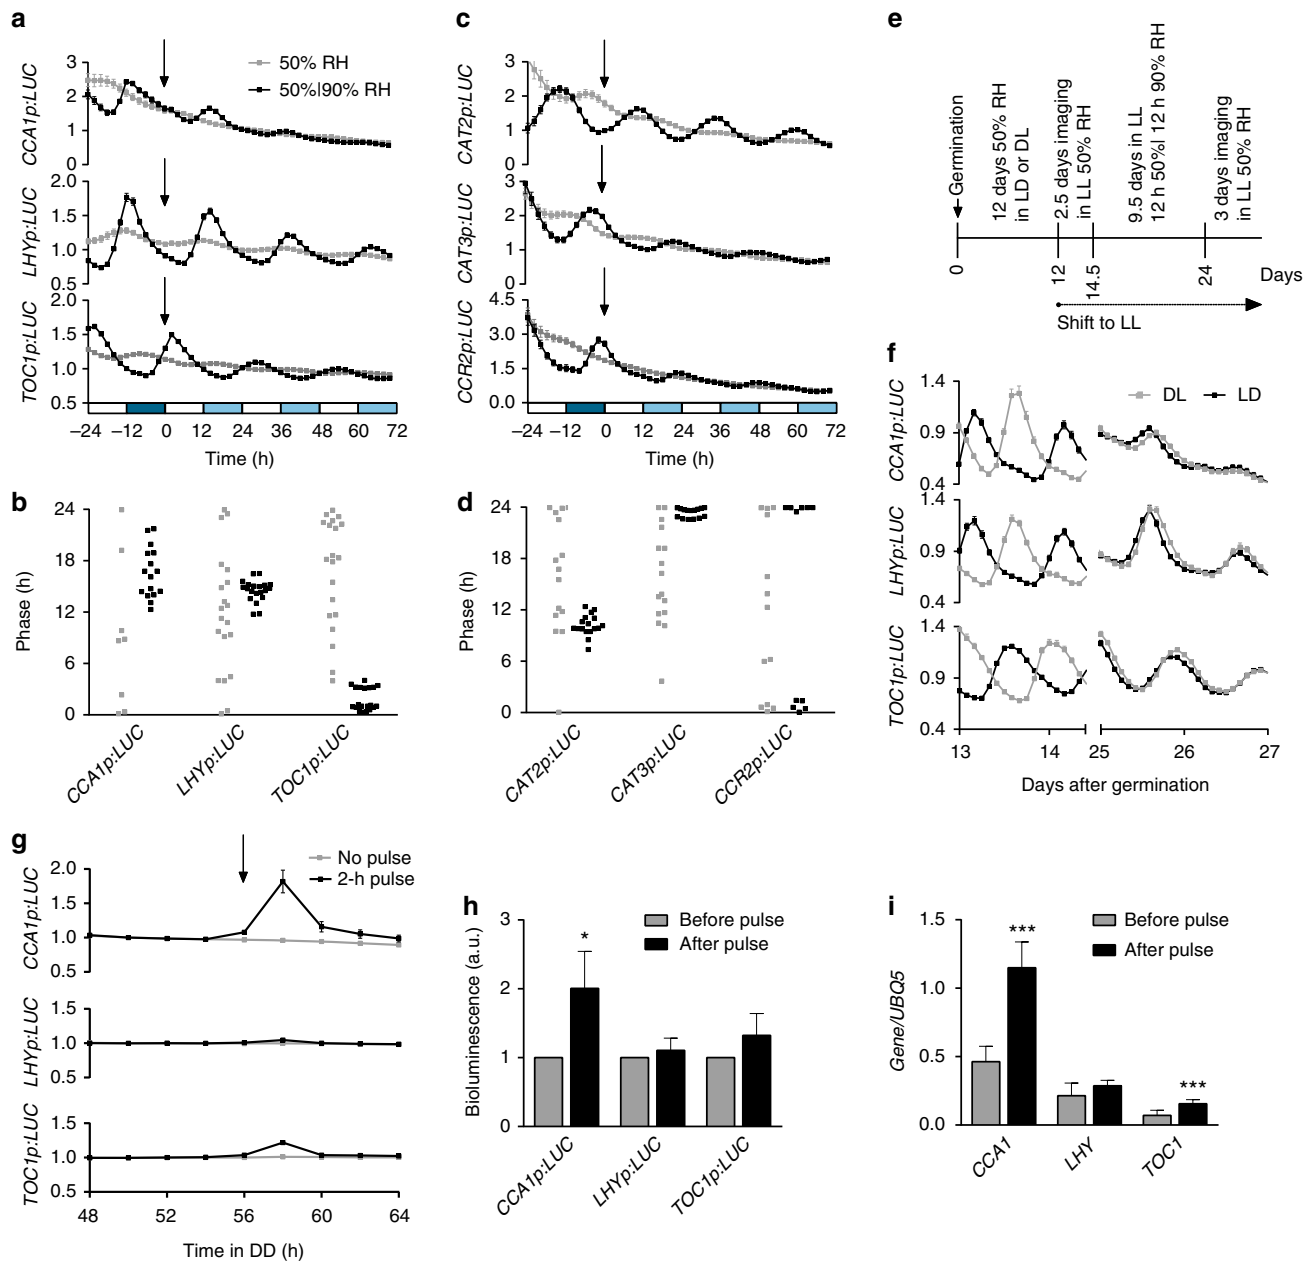 a
CCA1p:LUC
3
2
1
0
50% RH
50%|90% RH
LHYp:LUC
2.0
1.5
1.0
0.5
TOC1p:LUC
2.0
1.5
1.0
0.5
–24 –12 0 12 24 36 48 60 72
Time (h)
c
CAT2p:LUC
3
2
1
0
CAT3p:LUC
3
2
1
0
CCR2p:LUC
4.5
3.0
1.5
0.0
–24 –12 0 12 24 36 48 60 72
Time (h)
e
Germination
12 days 50% RH
in LD or DL
2.5 days imaging
in LL 50% RH
9.5 days in LL
12 h 50%| 12 h 90% RH
3 days imaging
in LL 50% RH
0
12
14.5
24
Days
Shift to LL
b
Phase (h)
24
18
12
6
0
CCA1p:LUC
LHYp:LUC
TOC1p:LUC
d
Phase (h)
24
18
12
6
0
CAT2p:LUC
CAT3p:LUC
CCR2p:LUC
f
DL
LD
CCA1p:LUC
1.4
0.9
0.4
LHYp:LUC
1.4
0.9
0.4
TOC1p:LUC
1.4
0.9
0.4
13 14 25 26 27
Days after germination
g
No pulse
2-h pulse
CCA1p:LUC
2.0
1.5
1.0
0.5
LHYp:LUC
1.5
1.0
0.5
TOC1p:LUC
1.5
1.0
0.5
48 52 56 60 64
Time in DD (h)
h
Before pulse
After pulse
Bioluminescence (a.u.)
3
2
1
0
*
CCA1p:LUC
LHYp:LUC
TOC1p:LUC
i
Before pulse
After pulse
Gene/UBQ5
1.5
1.0
0.5
0.0
***
***
CCA1
LHY
TOC1